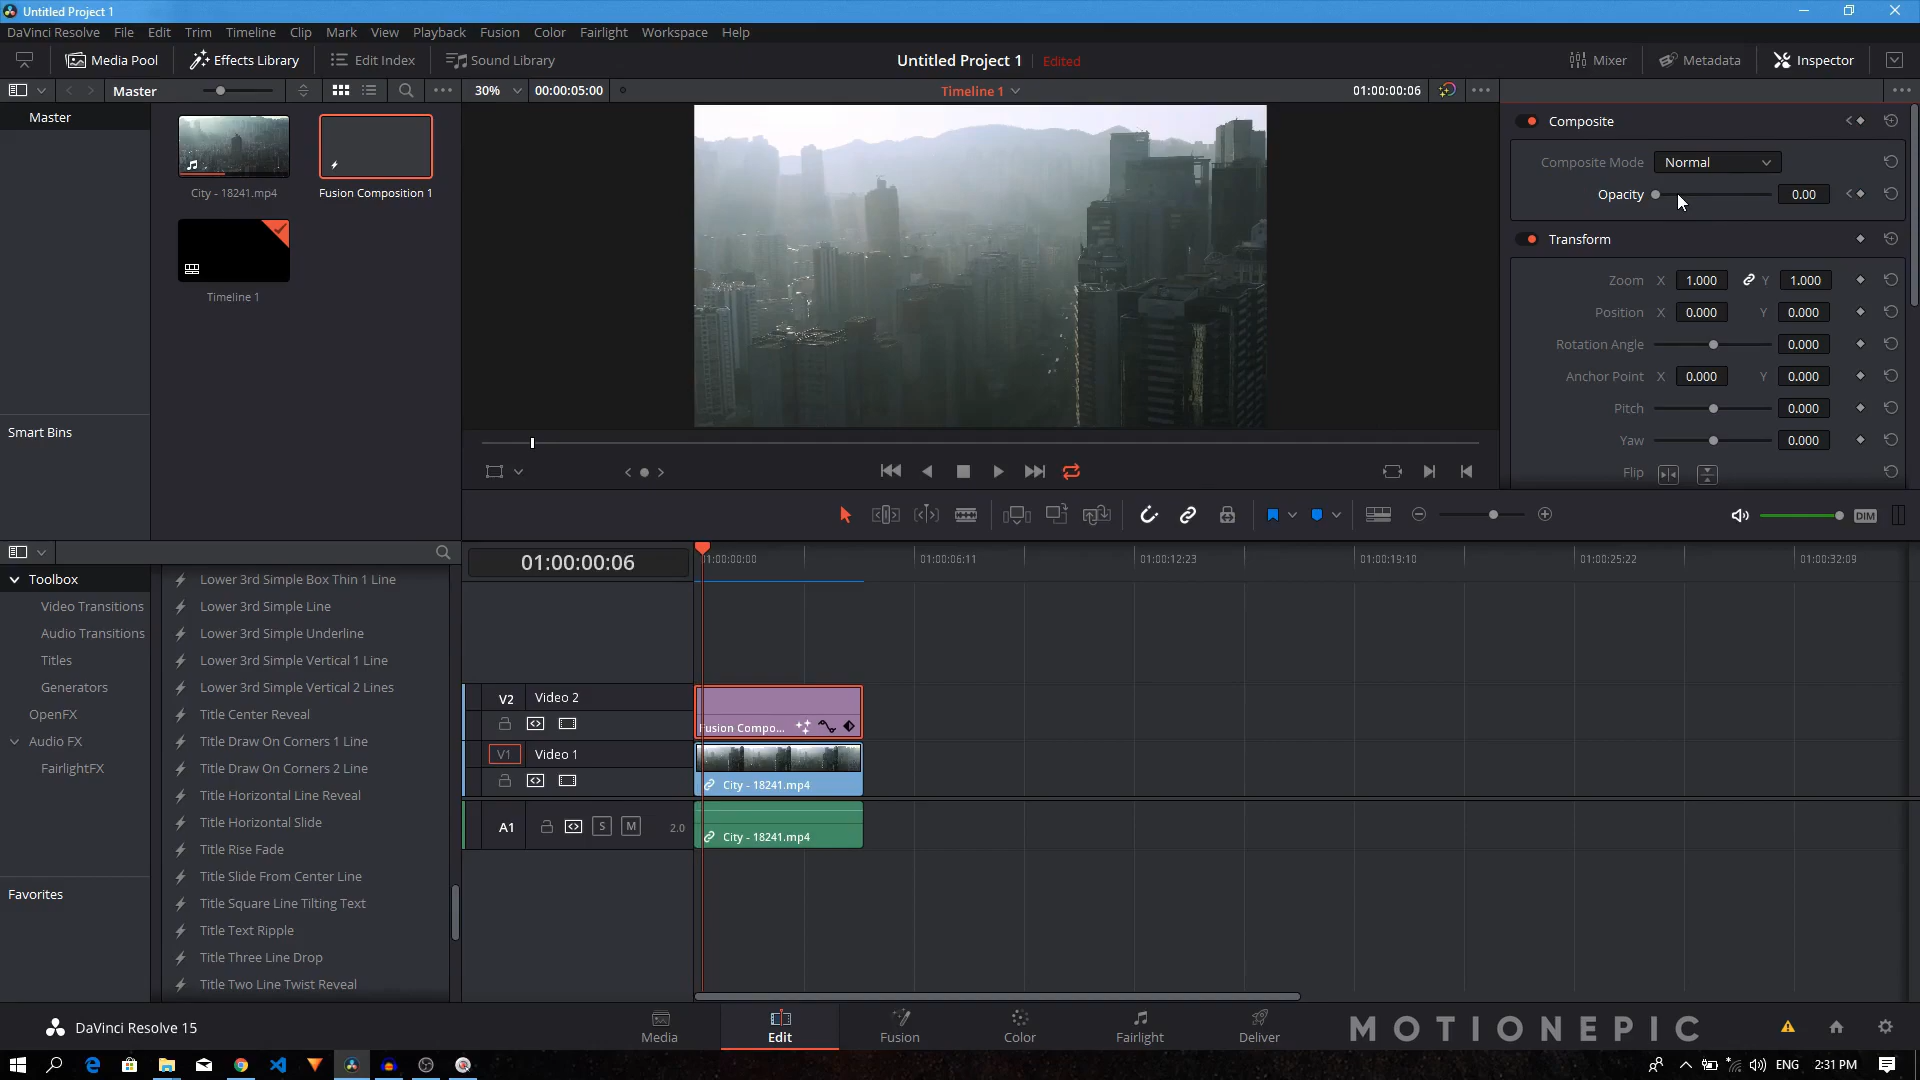 Untitled Project 1
DaVinci Resolve File Edit Trim Timeline Clip Mark View Playback Fusion Color Fairlight Workspace Help
Media Pool Effects Library Edit Index Sound Library Untitled Project 1 Edited Mixer Metadata Inspector
Master 30% 00:00:05:00 Timeline 1 01:00:00:06
Master
City - 18241.mp4 Fusion Composition 1
Timeline 1
Smart Bins
Composite
Composite Mode Normal
Opacity 0.00
Transform
Zoom X 1.000 Y 1.000
Position X 0.000 Y 0.000
Rotation Angle 0.000
Anchor Point X 0.000 Y 0.000
Pitch 0.000
Yaw 0.000
Flip
DIM
Toolbox
Video Transitions
Audio Transitions
Titles
Generators
OpenFX
Audio FX
FairlightFX
Favorites
Lower 3rd Simple Box Thin 1 Line
Lower 3rd Simple Line
Lower 3rd Simple Underline
Lower 3rd Simple Vertical 1 Line
Lower 3rd Simple Vertical 2 Lines
Title Center Reveal
Title Draw On Corners 1 Line
Title Draw On Corners 2 Line
Title Horizontal Line Reveal
Title Horizontal Slide
Title Rise Fade
Title Slide From Center Line
Title Square Line Tilting Text
Title Text Ripple
Title Three Line Drop
Title Two Line Twist Reveal
01:00:00:06 01:00:00:00 01:00:06:11 01:00:12:23 01:00:19:10 01:00:25:22 01:00:32:09
V2 Video 2
Fusion Compo...
V1 Video 1
City - 18241.mp4
A1 S M 2.0
City - 18241.mp4
DaVinci Resolve 15 Media Edit Fusion Color Fairlight Deliver MOTIONEPIC
ENG 2:31 PM